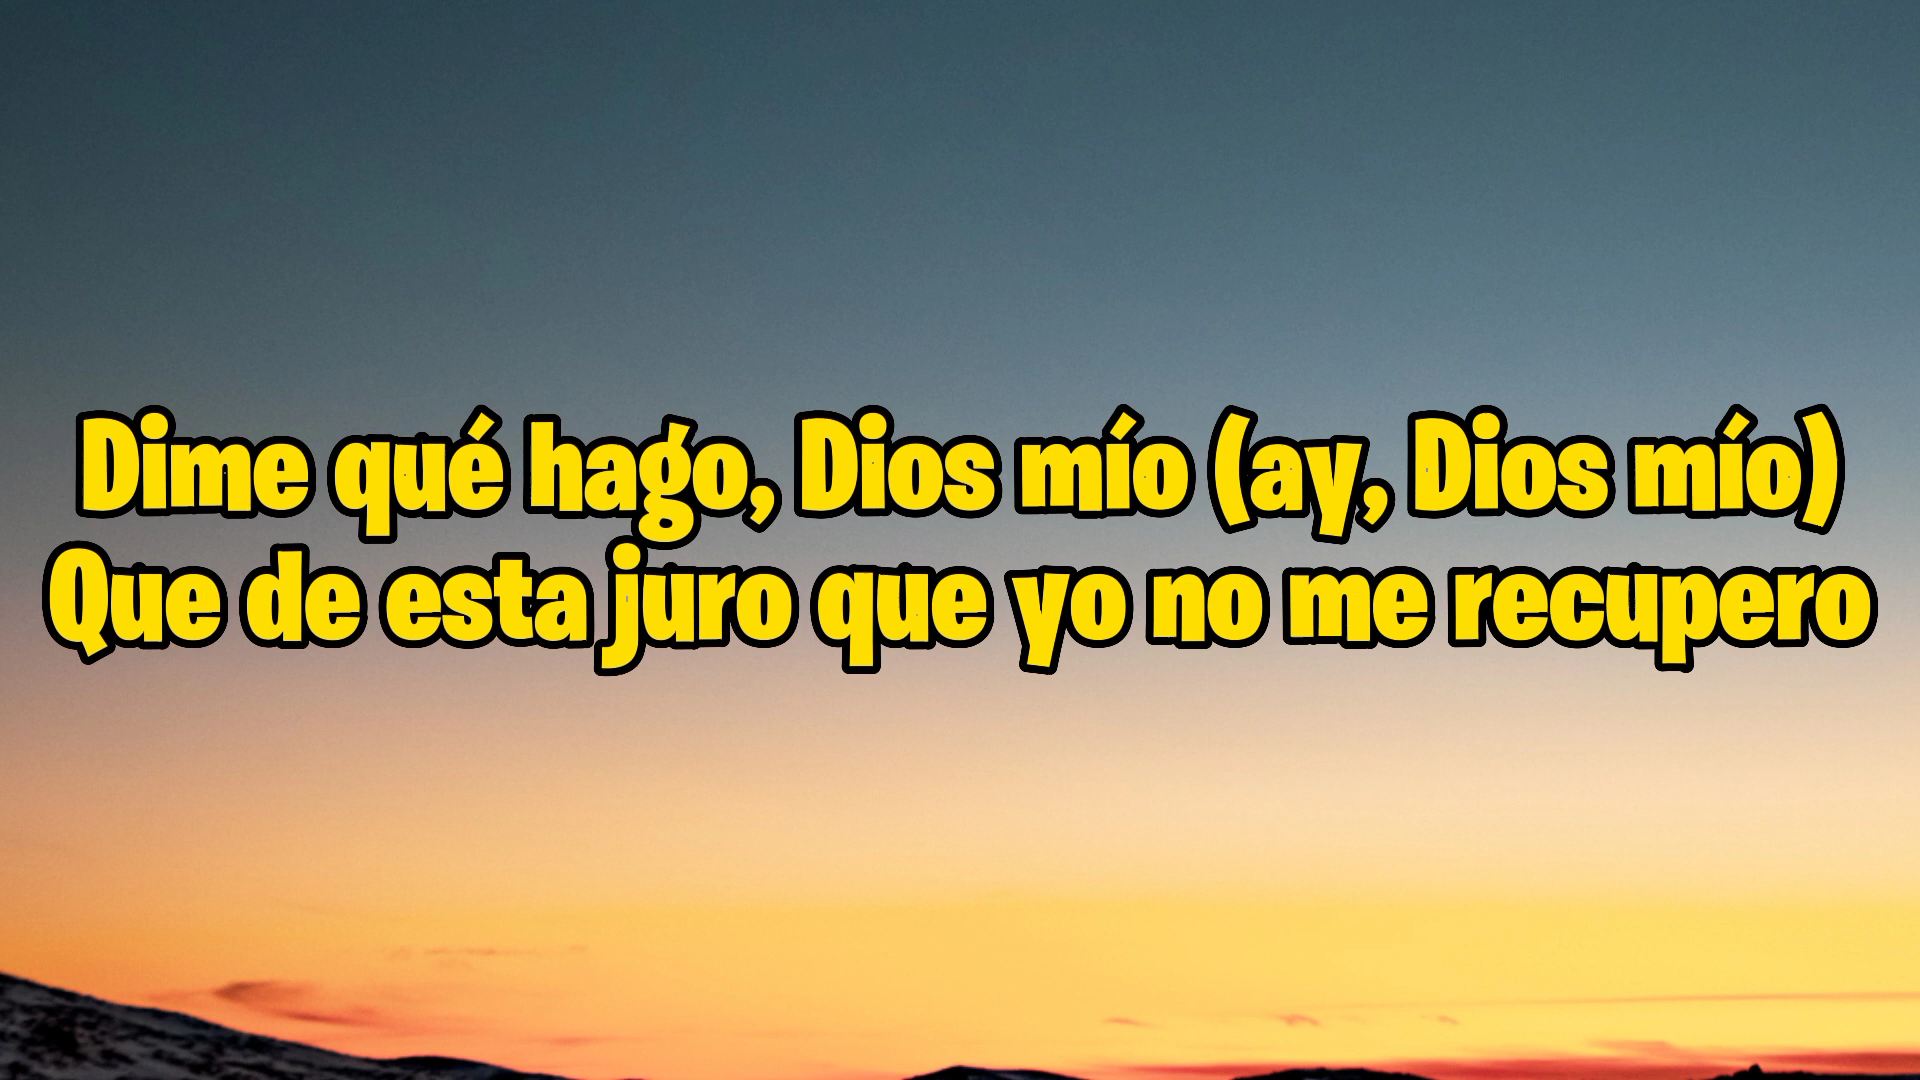 Dime qué hago, Dios mío (ay, Dios mío)
Que de esta juro que yo no me recupero